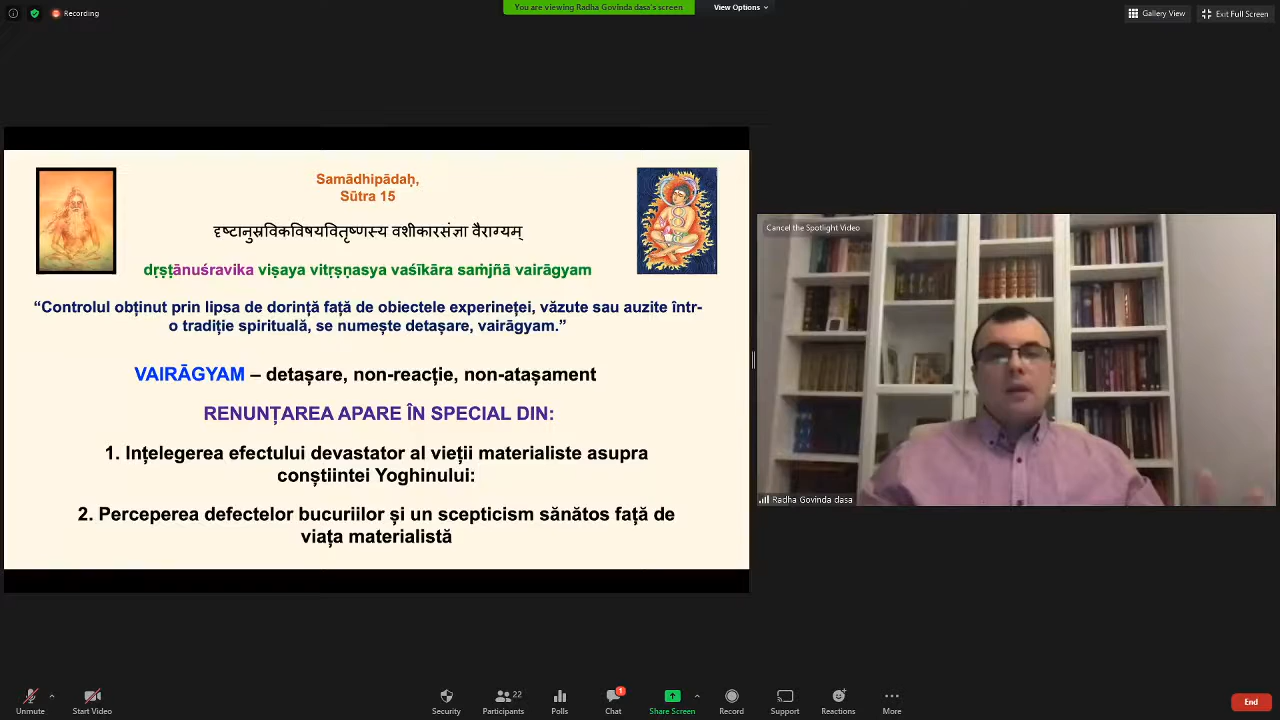 Recording
You are viewing Radha Govinda dasa's screen
View Options
Gallery View
Exit Full Screen
Samādhipādaḥ,
Sūtra 15
दृष्टानुस्रविकविषयवितृष्णस्य वशीकारसंज्ञा वैराग्यम्
dṛṣṭānuśravika viṣaya vitṛṣṇasya vaśīkāra saṁjñā vairāgyam
“Controlul obținut prin lipsa de dorință față de obiectele experineței, văzute sau auzite într-
o tradiție spirituală, se numește detașare, vairāgyam.”
VAIRĀGYAM – detașare, non-reacție, non-atașament
RENUNȚAREA APARE ÎN SPECIAL DIN:
1. Ințelegerea efectului devastator al vieții materialiste asupra
conștiintei Yoghinului:
2. Perceperea defectelor bucuriilor și un scepticism sănătos față de
viața materialistă
Cancel the Spotlight Video
Radha Govinda dasa
Unmute
Start Video
Security
Participants
22
Polls
Chat
1
Share Screen
Record
Support
Reactions
More
End